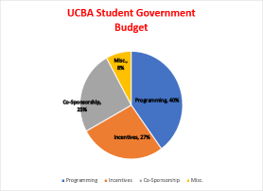 UCBA Student Government
Budget
Misc.,
8%
Programming, 40%
Co-Sponsorship,
25%
Incentives, 27%
Programming
Incentives
Co-Sponsorship
Misc.